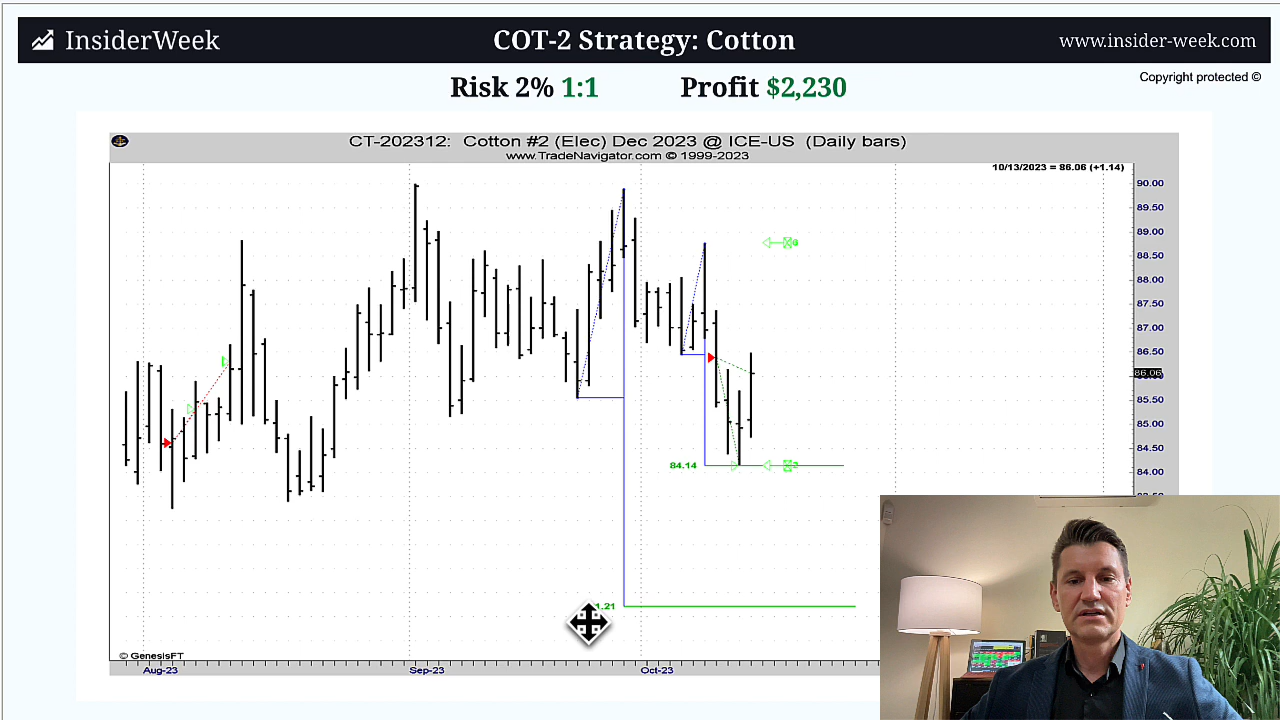 InsiderWeek
COT-2 Strategy: Cotton
www.insider-week.com
Copyright protected ©
Risk 2% 1:1
Profit $2,230
CT-202312: Cotton #2 (Elec) Dec 2023 @ ICE-US (Daily bars)
www.TradeNavigator.com © 1999-2023
10/13/2023 = 86.06 (+1.14)
90.00
89.50
89.00
88.50
88.00
87.50
87.00
86.50
86.06
85.50
85.00
84.50
84.14
84.00
1.21
© GenesisFT
Aug-23
Sep-23
Oct-23